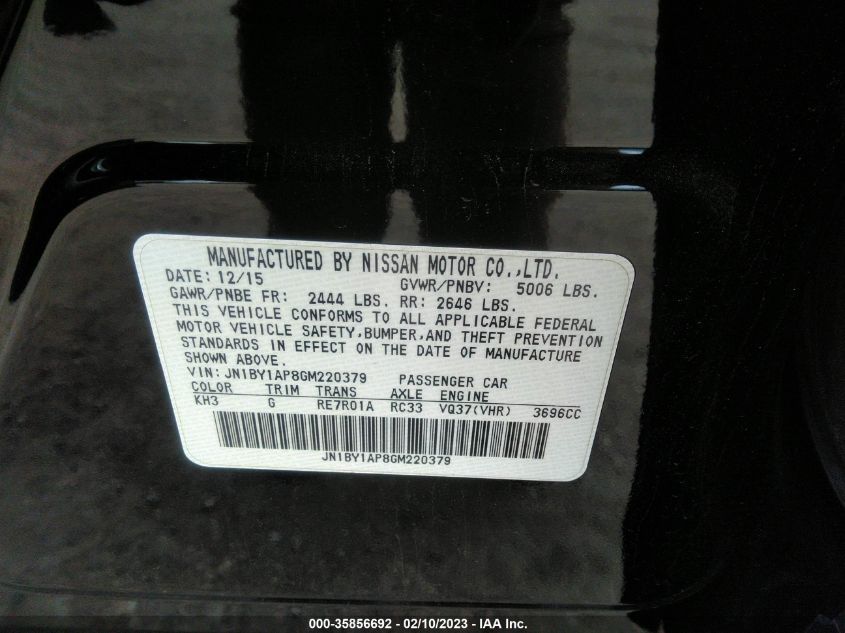 MANUFACTURED BY NISSAN MOTOR CO.,LTD.
DATE: 12/15 GVWR/PNBV: 5006 LBS.
GAWR/PNBE FR: 2444 LBS. RR: 2646 LBS.
THIS VEHICLE CONFORMS TO ALL APPLICABLE FEDERAL
MOTOR VEHICLE SAFETY,BUMPER,AND THEFT PREVENTION
STANDARDS IN EFFECT ON THE DATE OF MANUFACTURE
SHOWN ABOVE.
VIN: JN1BY1AP8GM220379 PASSENGER CAR
COLOR TRIM TRANS AXLE ENGINE
KH3 G RE7R01A RC33 VQ37(VHR) 3696CC
JN1BY1AP8GM220379
000-35856692 - 02/10/2023 - IAA Inc.